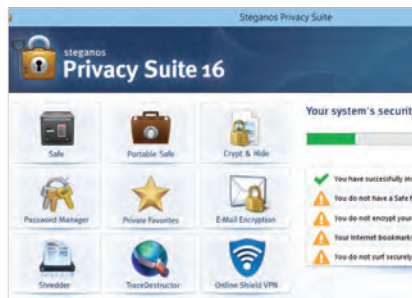 Steganos Privacy Suite
steganos
Privacy Suite 16
Safe
Portable Safe
Crypt & Hide
Password Manager
Private Favorites
E-Mail Encryption
Shredder
TraceDestructor
Online Shield VPN
Your system's securit
You have successfully in
You do not have a Safe
You do not encrypt your
Your Internet bookmarks
You do not surf securely